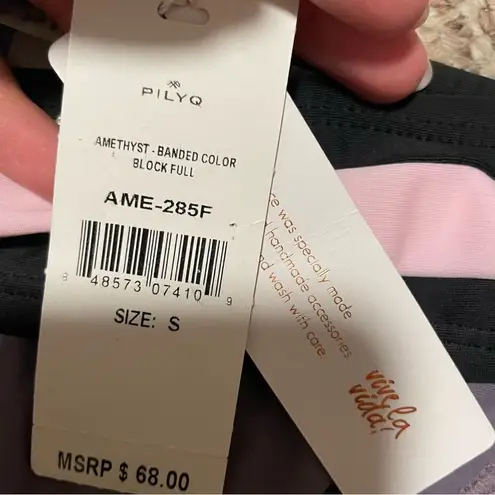 PILYQ
AMETHYST - BANDED COLOR
BLOCK FULL
AME-285F
8 48573 07410 9
SIZE: S
MSRP $ 68.00
was specially made
handmade accessories
wash with care
vive la
vida!